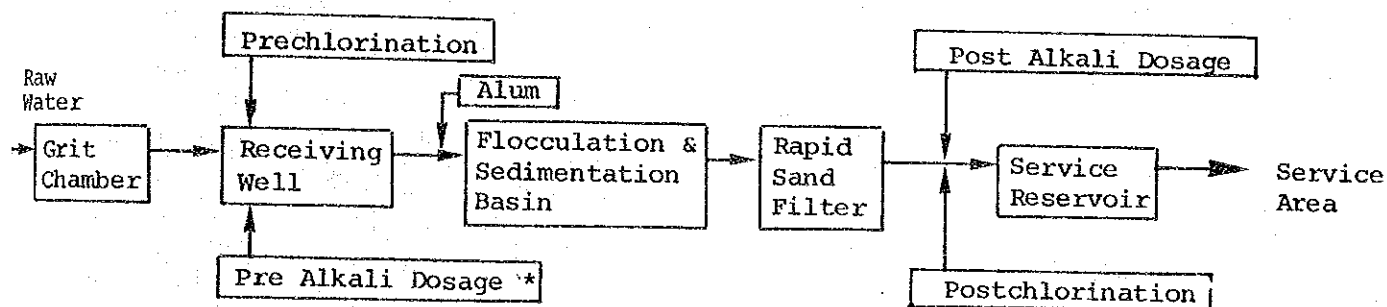 Prechlorination
Post Alkali Dosage
Raw
Water
Alum
Grit
Chamber
Receiving
Well
Flocculation &
Sedimentation
Basin
Rapid
Sand
Filter
Service
Reservoir
Service
Area
Pre Alkali Dosage *
Postchlorination